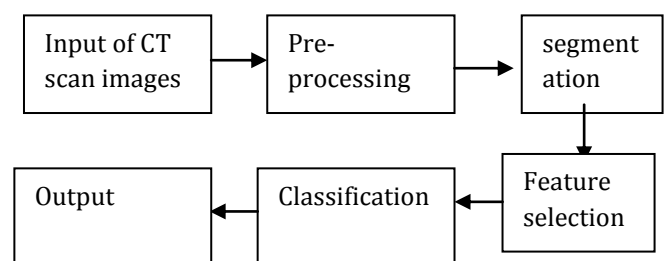 Input of CT
scan images
Pre-
processing
segment
ation
Feature
selection
Classification
Output